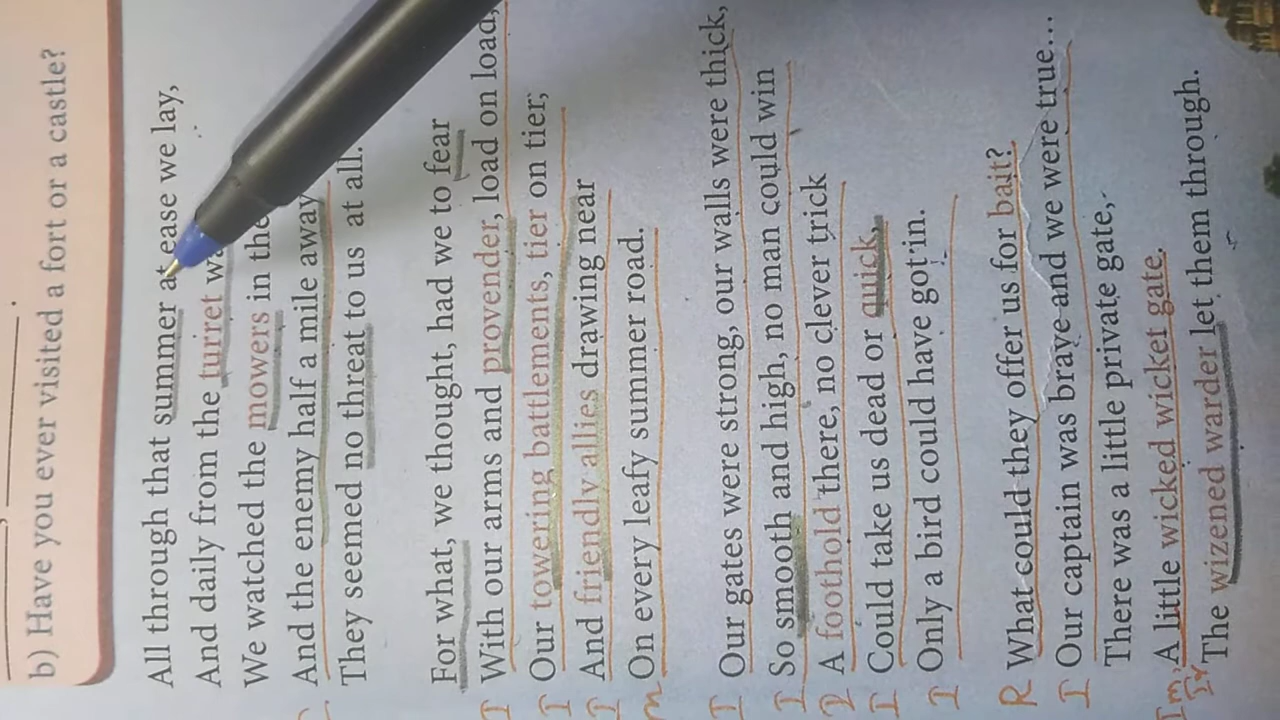 b) Have you ever visited a fort or a castle?
All through that summer at ease we lay,
And daily from the turret
We watched the mowers in the
And the enemy half a mile away
They seemed no threat to us at all.
For what, we thought, had we to fear
With our arms and provender, load on load,
Our towering battlements, tier on tier,
And friendly allies drawing near
On every leafy summer road.
Our gates were strong, our walls were thick,
So smooth and high, no man could win
A foothold there, no clever trick
Could take us dead or quick,
Only a bird could have got in.
What could they offer us for bait?
Our captain was brave and we were true...
There was a little private gate,
A little wicked wicket gate.
The wizened warder let them through.
I
I
I
m
I
I
I
I
I
R
I
Im,